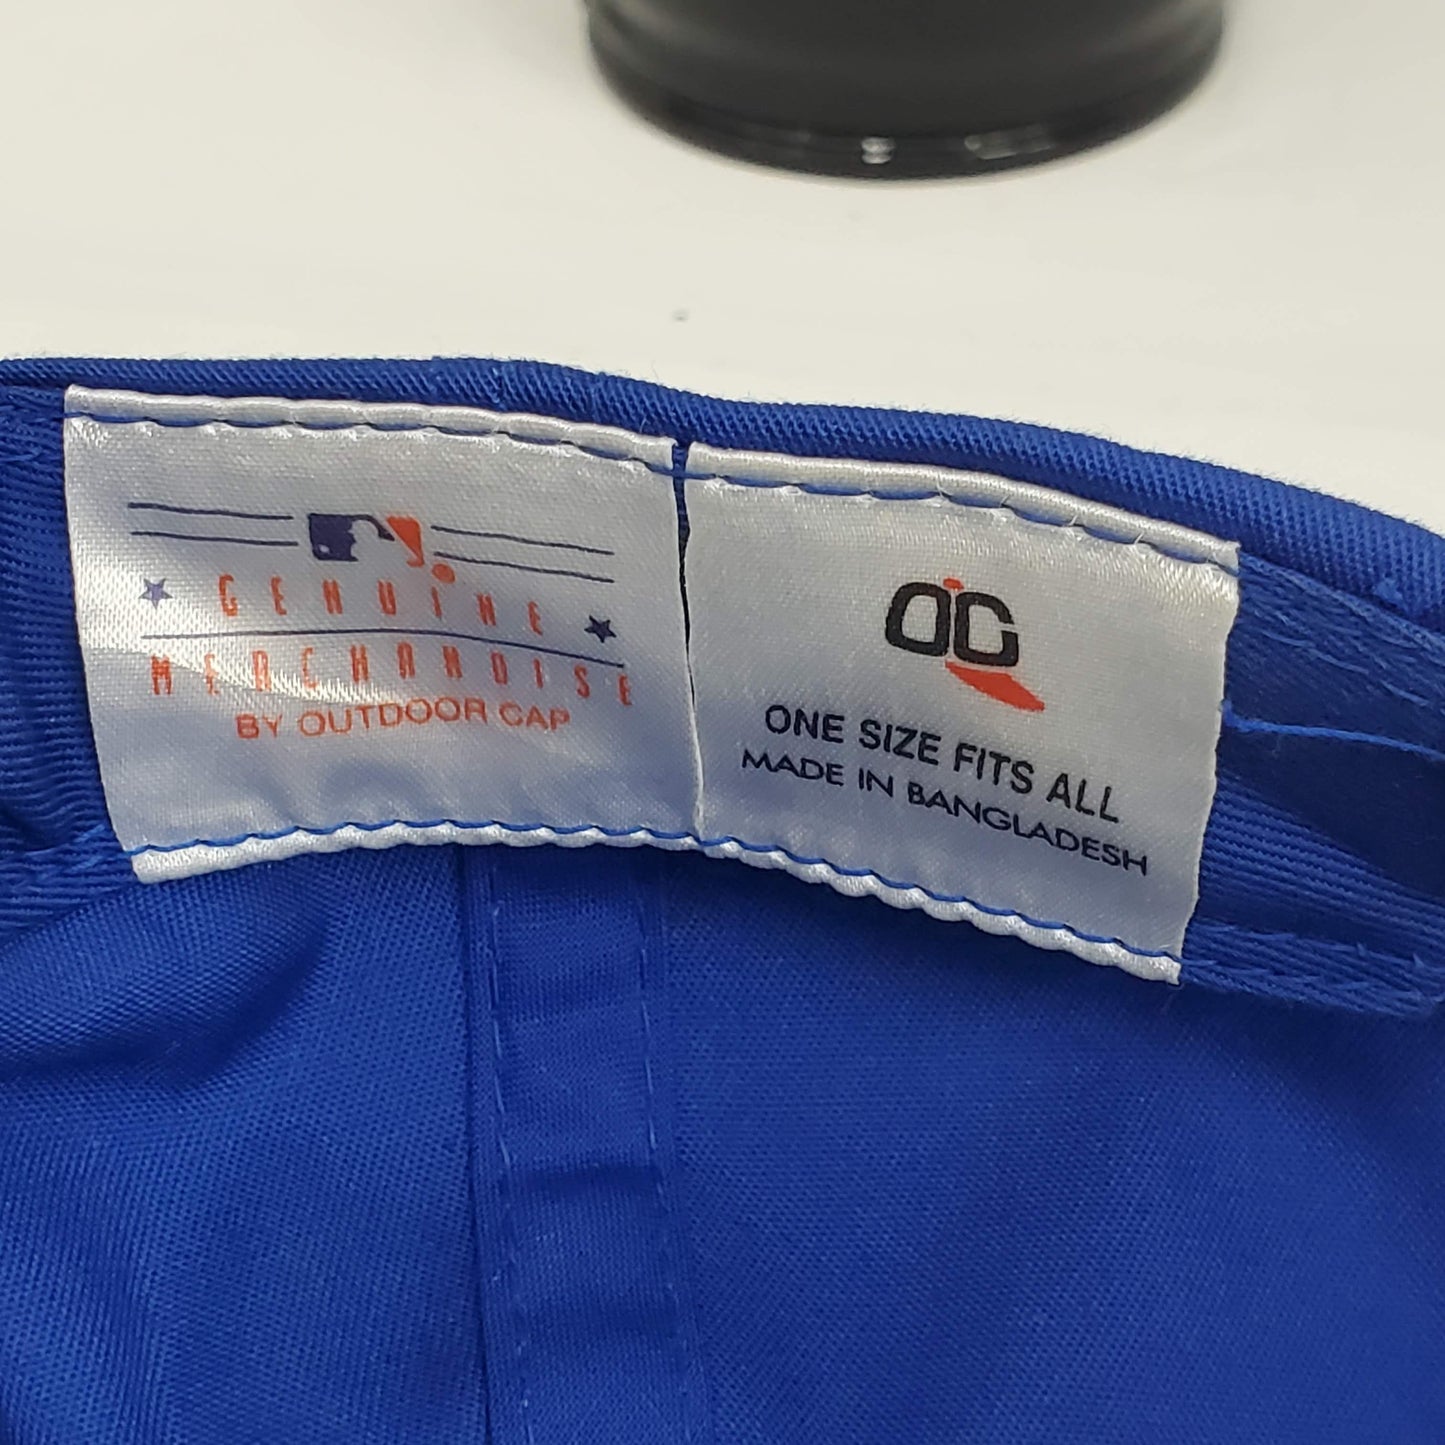 GENUINE
MERCHANDISE
BY OUTDOOR CAP
OC
ONE SIZE FITS ALL
MADE IN BANGLADESH